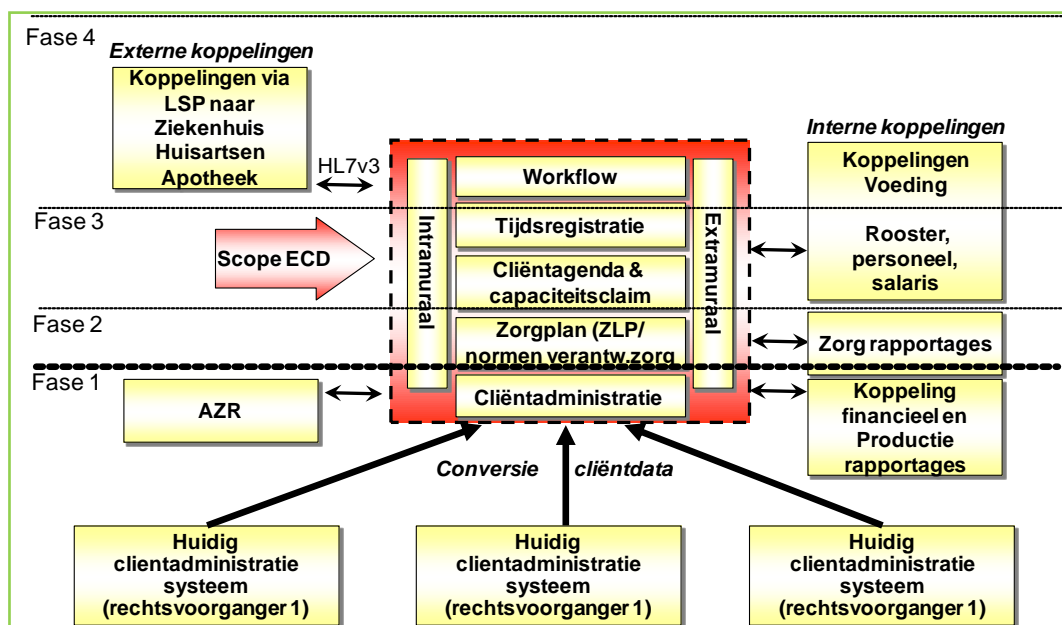 Fase 4
Externe koppelingen
Koppelingen via
LSP naar
Ziekenhuis
Huisartsen
Apotheek
HL7v3
Interne koppelingen
Koppelingen
Voeding
Rooster,
personeel,
salaris
Workflow
Intramuraal
Extramuraal
Fase 3
Tijdsregistratie
Scope ECD
Cliëntagenda &
capaciteitsclaim
Fase 2
Zorgplan (ZLP/
normen verantw.zorg
Zorg rapportages
Fase 1
AZR
Cliëntadministratie
Koppeling
financieel en
Productie
rapportages
Conversie cliëntdata
Huidig
clientadministratie
systeem
(rechtsvoorganger 1)
Huidig
clientadministratie
systeem
(rechtsvoorganger 1)
Huidig
clientadministratie
systeem
(rechtsvoorganger 1)